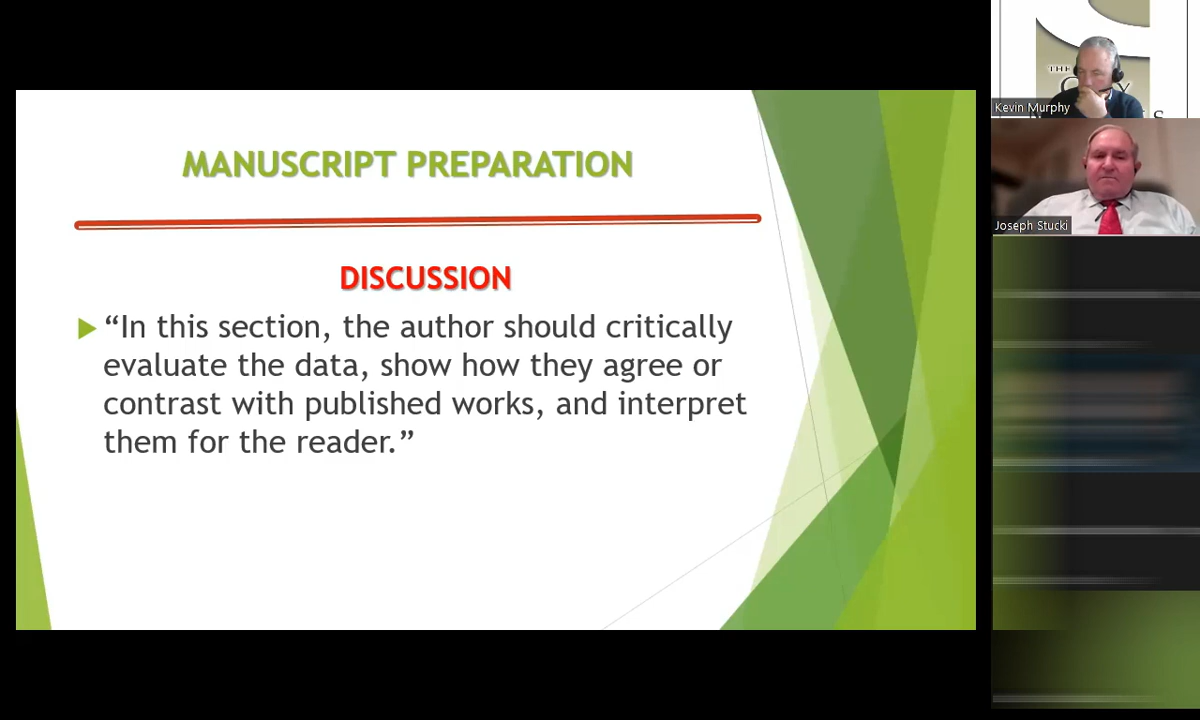 MANUSCRIPT PREPARATION
DISCUSSION
“In this section, the author should critically
evaluate the data, show how they agree or
contrast with published works, and interpret
them for the reader.”
THE
Kevin Murphy
Joseph Stucki